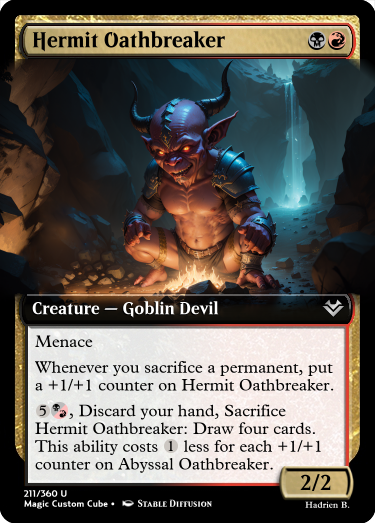 Hermit Oathbreaker
Creature — Goblin Devil
Menace
Whenever you sacrifice a permanent, put
a +1/+1 counter on Hermit Oathbreaker.
5, Discard your hand, Sacrifice
Hermit Oathbreaker: Draw four cards.
This ability costs 1 less for each +1/+1
counter on Abyssal Oathbreaker.
2/2
211/360 U
Magic Custom Cube • Stable Diffusion
Hadrien B.